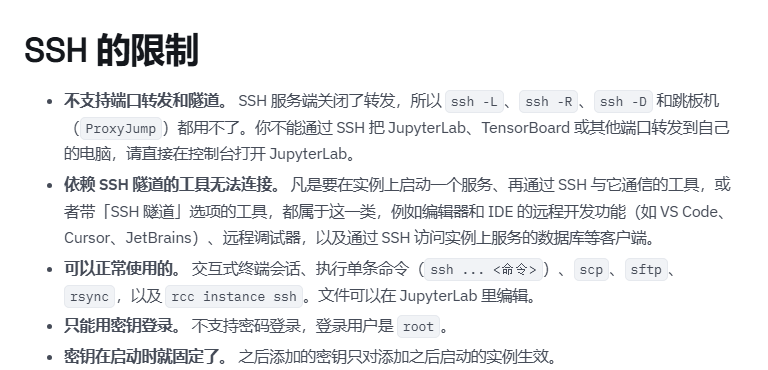 SSH 的限制
不支持端口转发和隧道。 SSH 服务端关闭了转发，所以 ssh -L、ssh -R、ssh -D 和跳板机
（ProxyJump）都用不了。你不能通过 SSH 把 JupyterLab、TensorBoard 或其他端口转发到自己
的电脑，请直接在控制台打开 JupyterLab。
依赖 SSH 隧道的工具无法连接。 凡是要在实例上启动一个服务、再通过 SSH 与它通信的工具，或
者带「SSH 隧道」选项的工具，都属于这一类，例如编辑器和 IDE 的远程开发功能（如 VS Code、
Cursor、JetBrains）、远程调试器，以及通过 SSH 访问实例上服务的数据库等客户端。
可以正常使用的。 交互式终端会话、执行单条命令（ssh ... <命令>）、scp、sftp、
rsync，以及 rcc instance ssh。文件可以在 JupyterLab 里编辑。
只能用密钥登录。 不支持密码登录，登录用户是 root。
密钥在启动时就固定了。 之后添加的密钥只对添加之后启动的实例生效。